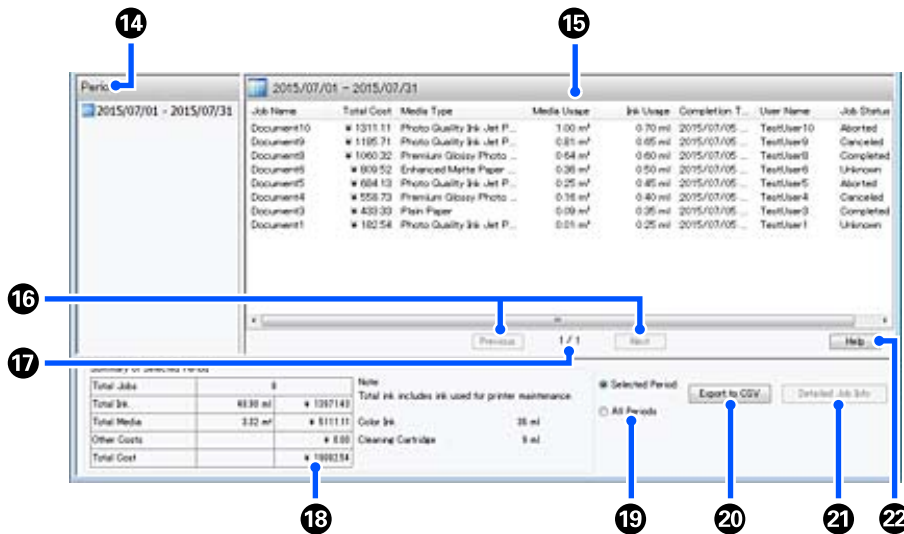 14
15
Perio
2015/07/01 - 2015/07/31
2015/07/01 - 2015/07/31
Job Name Total Cost Media Type Media Usage Ink Usage Completion T... User Name Job Status
Document10 ¥ 1311.11 Photo Quality Ink Jet P... 1.00 m² 0.70 ml 2015/07/05 ... TestUser10 Aborted
Document9 ¥ 1185.71 Photo Quality Ink Jet P... 0.81 m² 0.65 ml 2015/07/05 ... TestUser9 Canceled
Document8 ¥ 1060.32 Premium Glossy Photo ... 0.64 m² 0.60 ml 2015/07/05 ... TestUser8 Completed
Document6 ¥ 809.52 Enhanced Matte Paper ... 0.36 m² 0.50 ml 2015/07/05 ... TestUser6 Unknown
Document5 ¥ 684.13 Photo Quality Ink Jet P... 0.25 m² 0.45 ml 2015/07/05 ... TestUser5 Aborted
Document4 ¥ 558.73 Premium Glossy Photo ... 0.16 m² 0.40 ml 2015/07/05 ... TestUser4 Canceled
Document3 ¥ 433.33 Plain Paper 0.09 m² 0.35 ml 2015/07/05 ... TestUser3 Completed
Document1 ¥ 182.54 Photo Quality Ink Jet P... 0.01 m² 0.25 ml 2015/07/05 ... TestUser1 Unknown
16
Previous 1 / 1 Next Help
17
22
Summary of Selected Period
Total Jobs 8
Total Ink ¥
Total Media 3.32 m² ¥ 5111.11
Other Costs ¥ 0.00
Total Cost ¥
Note
Total ink includes ink used for printer maintenance.
Color Ink 35 ml
Cleaning Cartridge 9 ml
Selected Period
All Periods
Export to CSV
Detailed Job Info
18
19
20
21